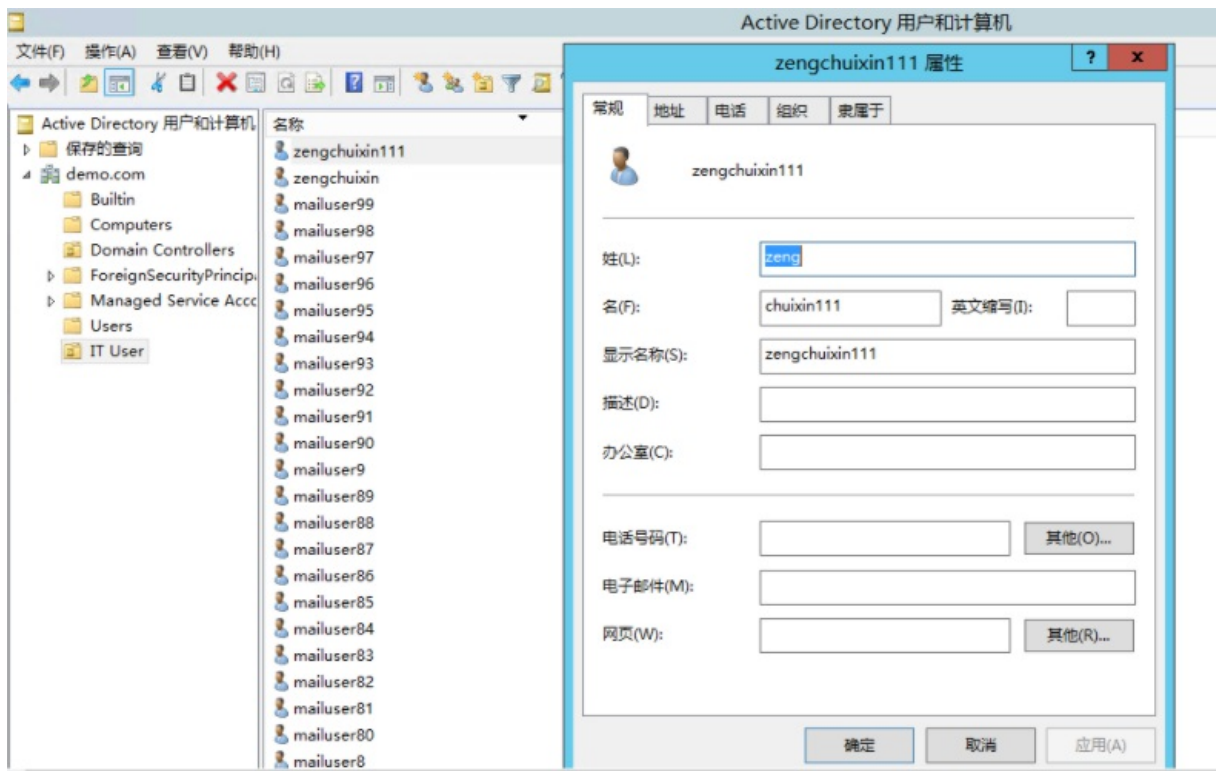 Active Directory 用户和计算机
文件(F) 操作(A) 查看(V) 帮助(H)
Active Directory 用户和计算机
保存的查询
demo.com
Builtin
Computers
Domain Controllers
ForeignSecurityPrincip
Managed Service Acco
Users
IT User
名称
zengchuixin111
zengchuixin
mailuser99
mailuser98
mailuser97
mailuser96
mailuser95
mailuser94
mailuser93
mailuser92
mailuser91
mailuser90
mailuser9
mailuser89
mailuser88
mailuser87
mailuser86
mailuser85
mailuser84
mailuser83
mailuser82
mailuser81
mailuser80
mailuser8
zengchuixin111 属性
? x
常规 地址 电话 组织 隶属于
zengchuixin111
姓(L): zeng
名(F): chuixin111 英文缩写(I):
显示名称(S): zengchuixin111
描述(D):
办公室(C):
电话号码(T): 其他(O)...
电子邮件(M):
网页(W): 其他(R)...
确定 取消 应用(A)